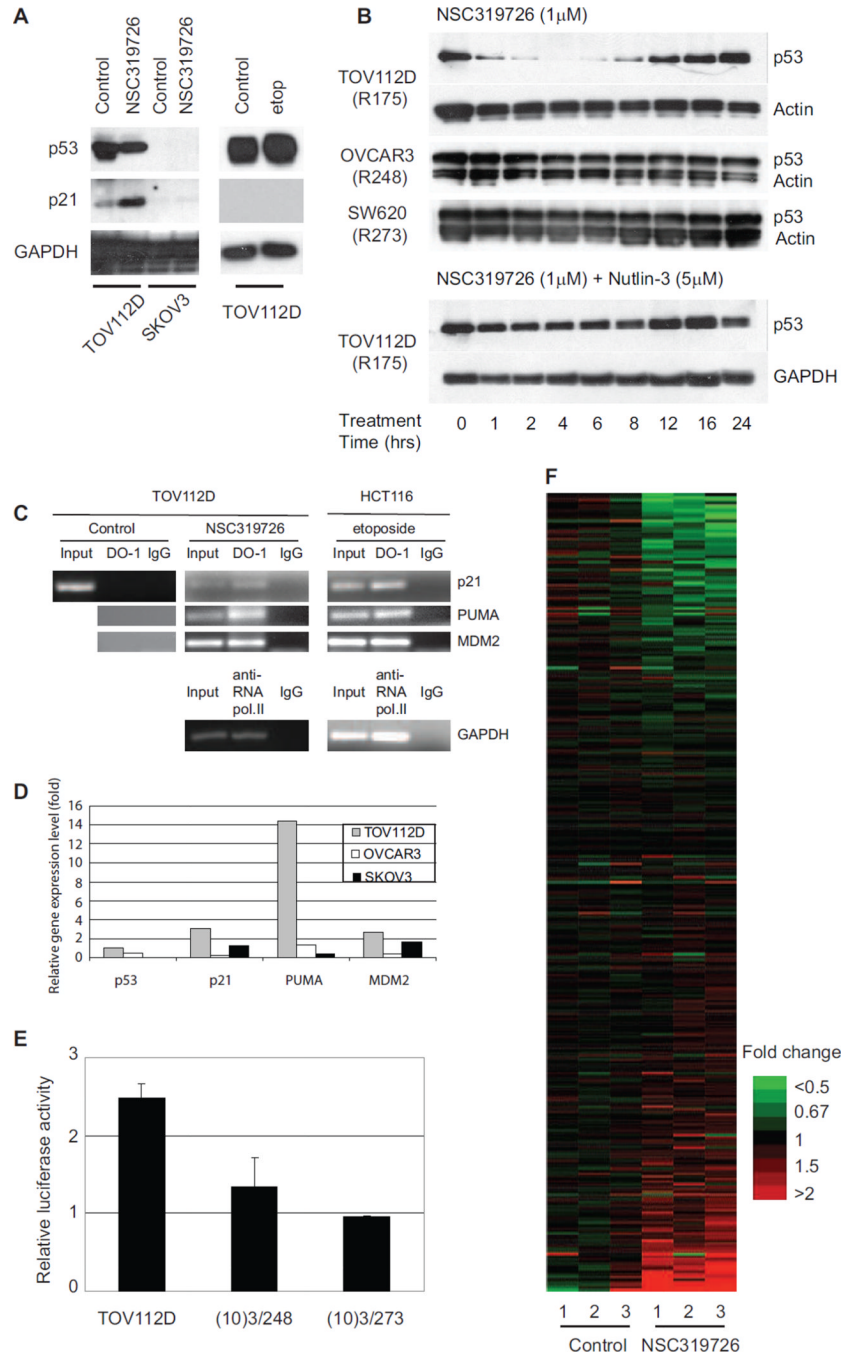 A
Control
NSC319726
Control
NSC319726
Control
etop
p53
p21
GAPDH
TOV112D
SKOV3
TOV112D
B
NSC319726 (1μM)
TOV112D
(R175)
p53
Actin
OVCAR3
(R248)
p53
Actin
SW620
(R273)
p53
Actin
NSC319726 (1μM) + Nutlin-3 (5μM)
TOV112D
(R175)
p53
GAPDH
Treatment
Time (hrs)
0 1 2 4 6 8 12 16 24
C
TOV112D HCT116
Control NSC319726 etoposide
Input DO-1 IgG Input DO-1 IgG Input DO-1 IgG
p21
PUMA
MDM2
Input anti-RNA pol.II IgG Input anti-RNA pol.II IgG
GAPDH
D
Relative gene expression level (fold)
16
14
12
10
8
6
4
2
0
TOV112D
OVCAR3
SKOV3
p53 p21 PUMA MDM2
E
Relative luciferase activity
3
2
1
0
TOV112D (10)3/248 (10)3/273
F
Fold change
<0.5
0.67
1
1.5
>2
1 2 3 1 2 3
Control NSC319726